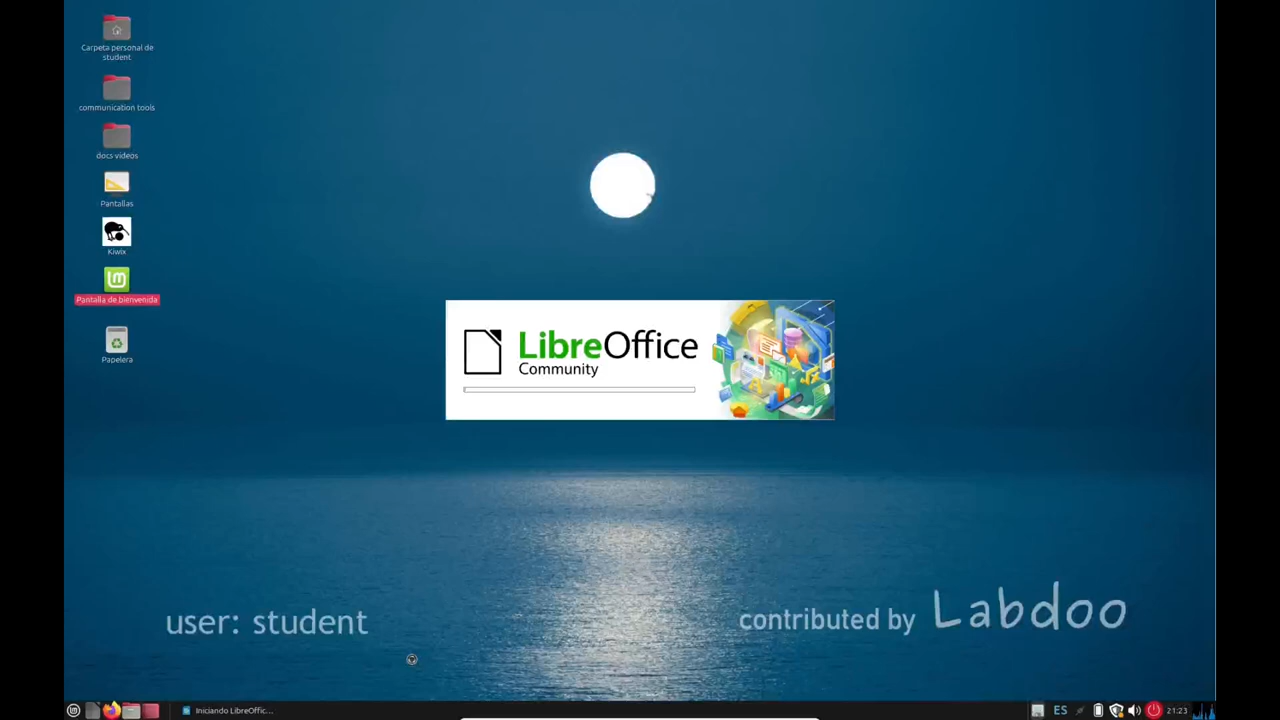 Carpeta personal de
student
communication tools
docs videos
Pantallas
Kiwix
Pantalla de bienvenida
Papelera
LibreOffice
Community
user: student
contributed by Labdoo
Iniciando LibreOffic...
ES
21:23